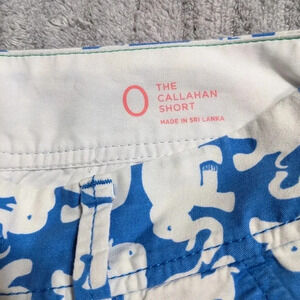 0
THE
CALLAHAN
SHORT
MADE IN SRI LANKA